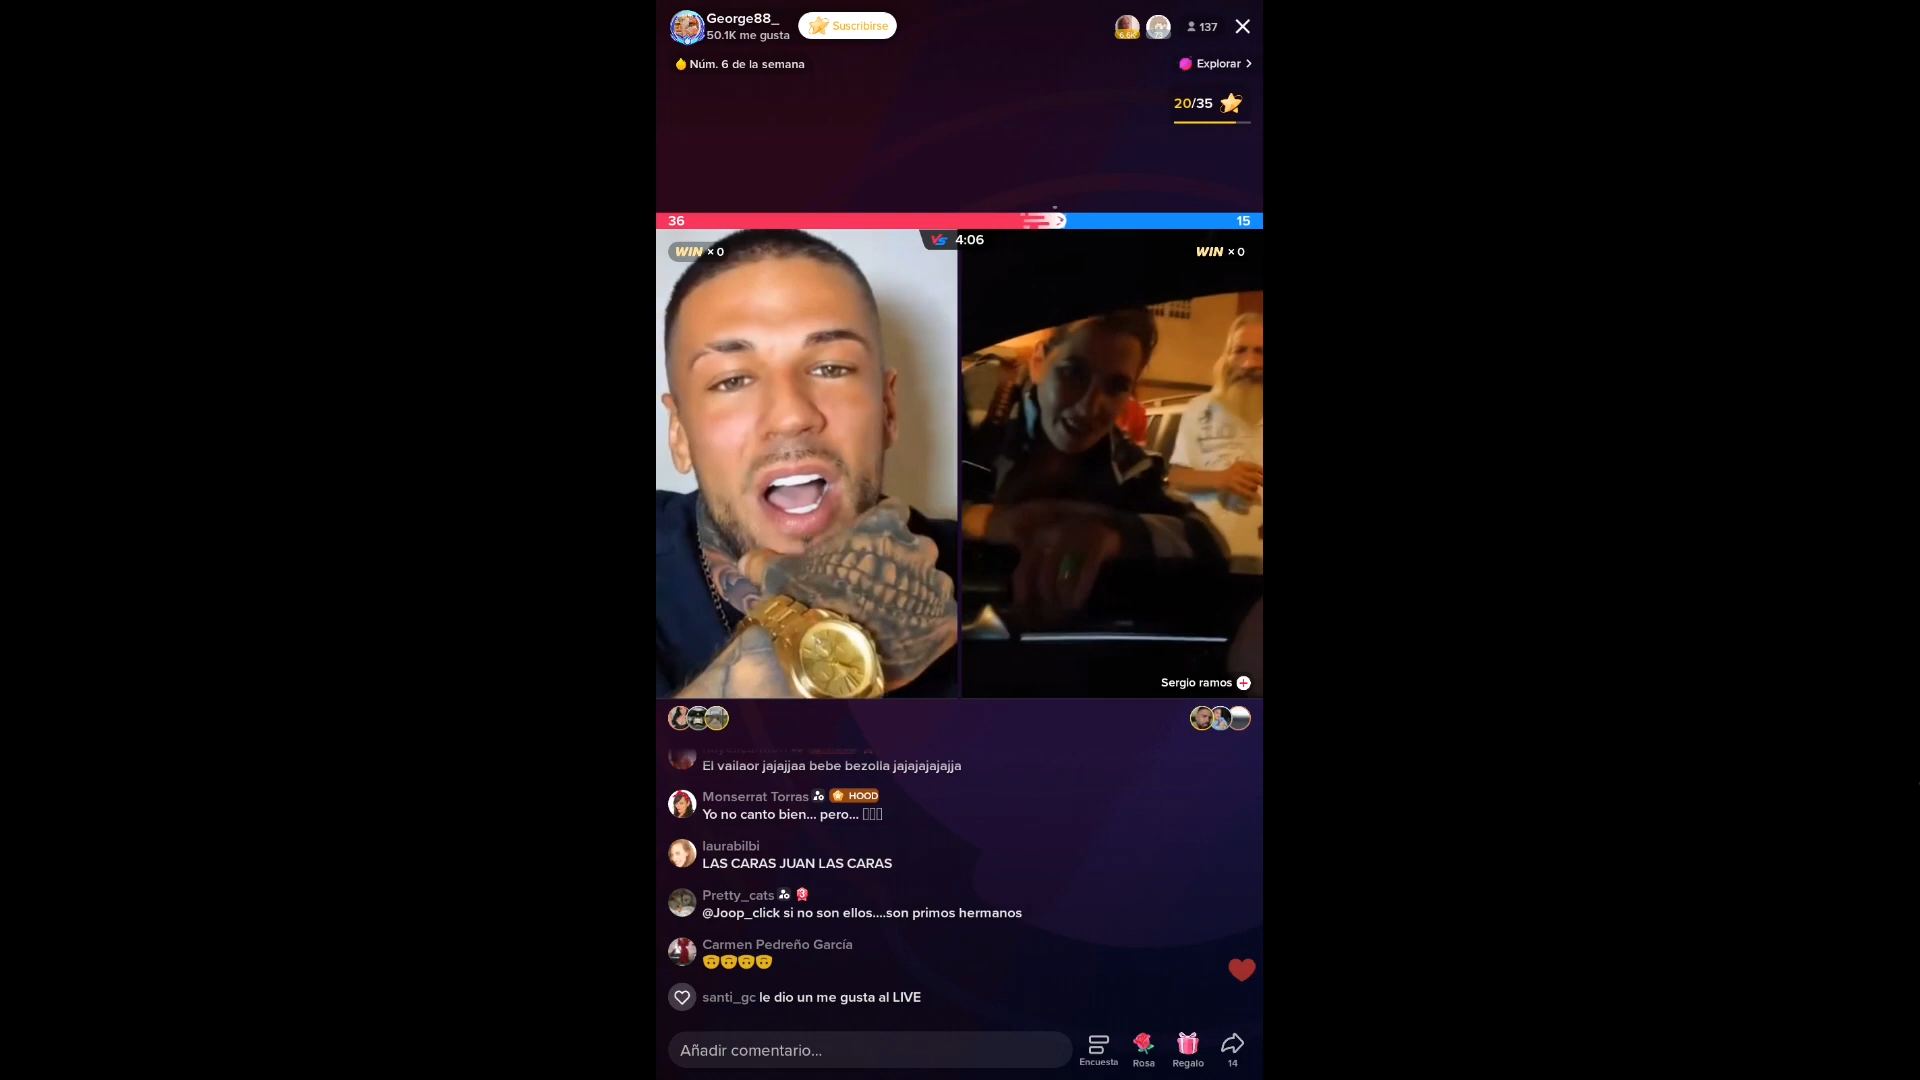 George88_
50.1K me gusta
Suscribirse
137
Núm. 6 de la semana
Explorar
20/35
36
15
VS 4:06
WIN × 0
WIN × 0
Sergio ramos
El vailaor jajajjaa bebe bezolla jajajajajajja
Monserrat Torras HOOD
Yo no canto bien... pero...
laurabilbi
LAS CARAS JUAN LAS CARAS
Pretty_cats 3
@Joop_click si no son ellos....son primos hermanos
Carmen Pedreño García
🙃🙃🙃🙃
santi_gc le dio un me gusta al LIVE
Añadir comentario...
Encuesta
Rosa
Regalo
14